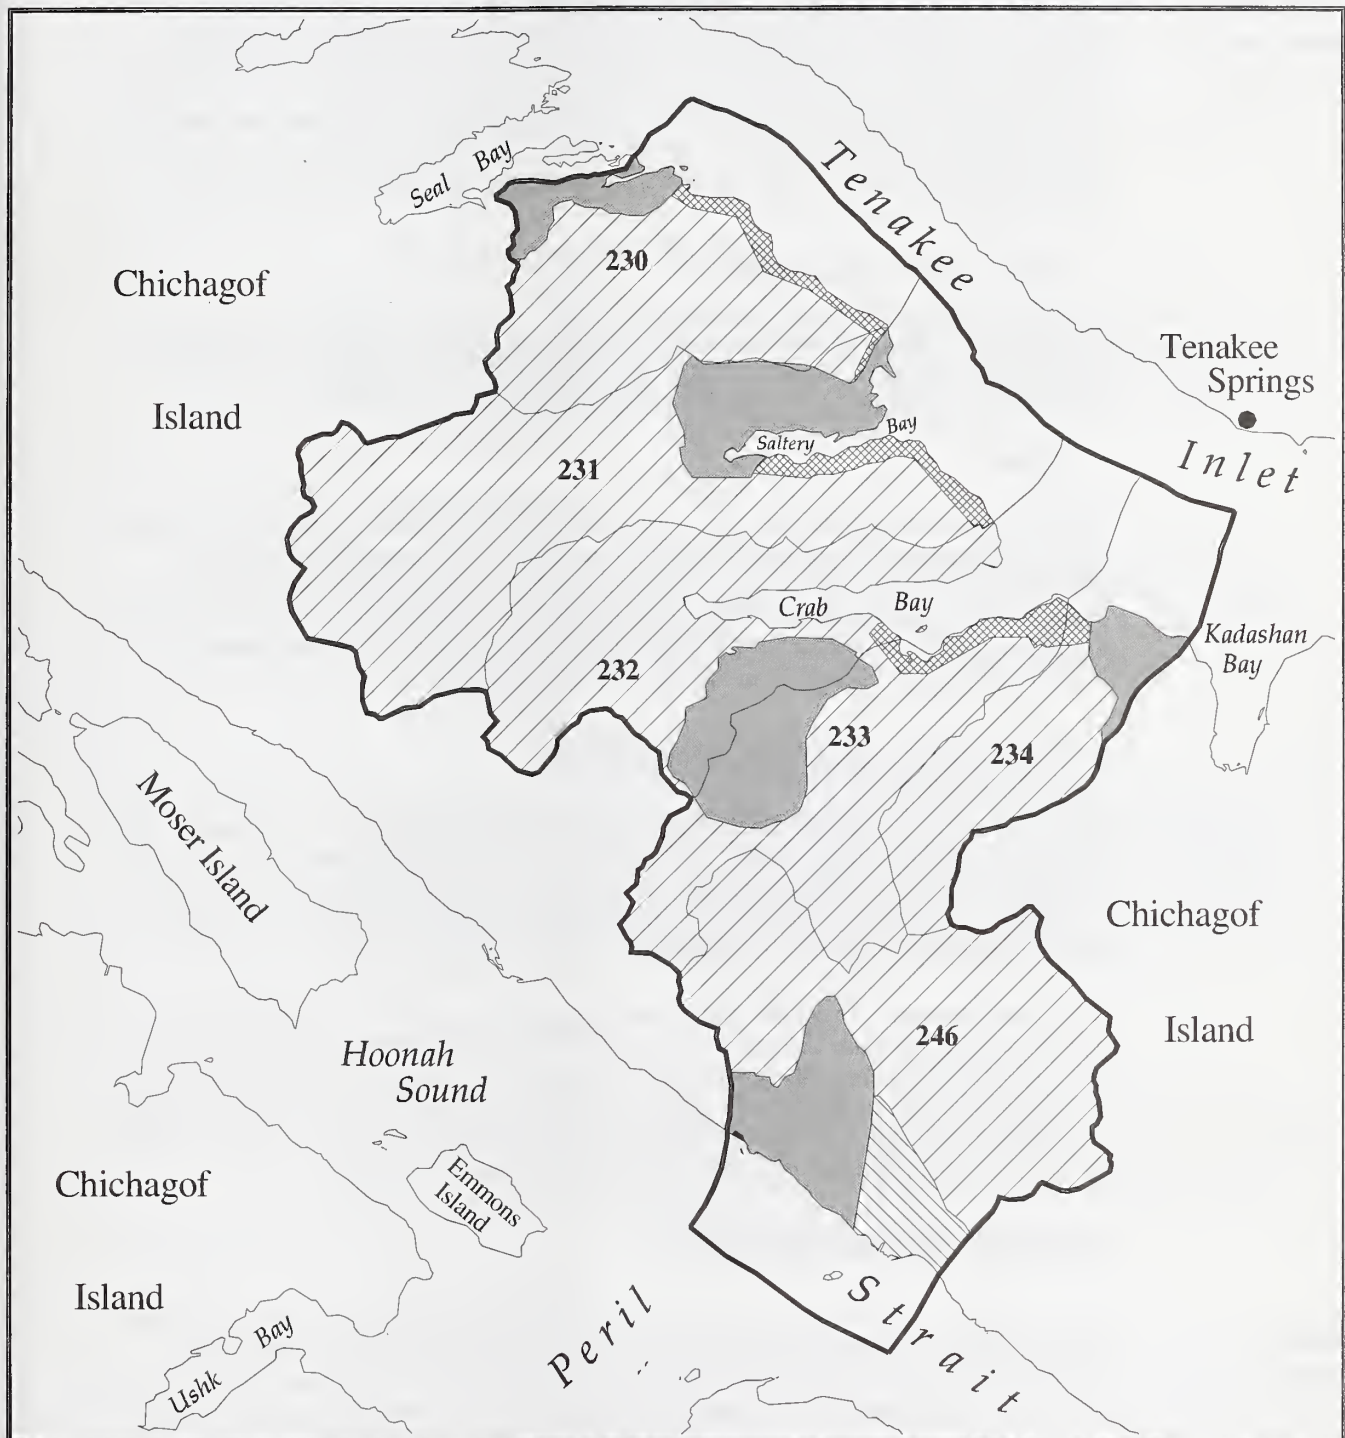 Seal Bay
Tenakee
230
Chichagof
Island
Tenakee
Springs
Inlet
Saltery Bay
231
Crab Bay
Kadashan
Bay
232
233
234
Moser Island
Chichagof
Island
246
Hoonah
Sound
Emmons
Island
Chichagof
Island
Peril
Strait
Ushk Bay